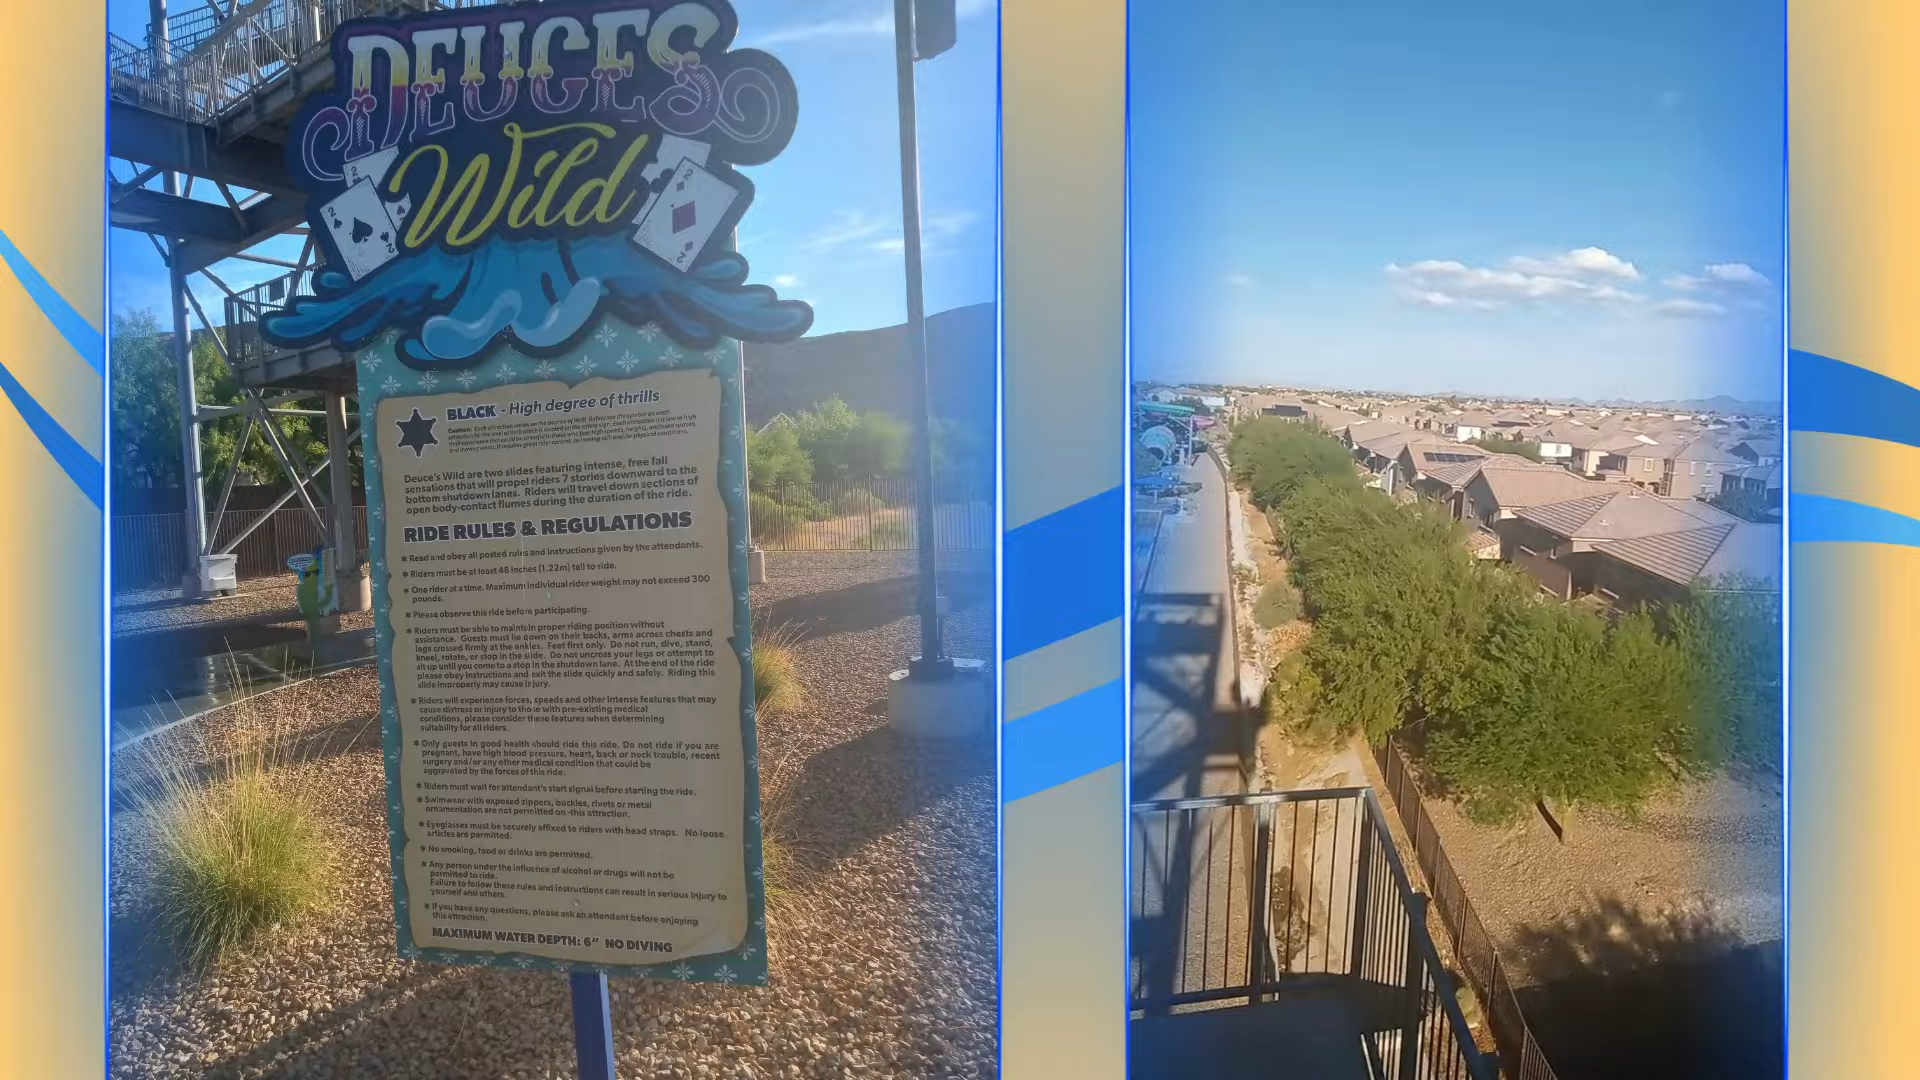 DEUCES
Wild
2
2
2
2
BLACK - High degree of thrills
Deuce's Wild are two slides featuring intense, free fall
sensations that will propel riders 7 stories downward to the
bottom shutdown lanes. Riders will travel down sections of
open body-contact flumes during the duration of the ride.
RIDE RULES & REGULATIONS
* Read and obey all posted rules and instructions given by the attendants.
* Riders must be at least 48 inches (1.22m) tall to ride.
* One rider at a time. Maximum individual rider weight may not exceed 300
pounds.
* Please observe this ride before participating.
* Riders must be able to maintain proper riding position without
assistance. Guests must lie down on their backs, arms across chests and
legs crossed firmly at the ankles. Feet first only. Do not run, dive, stand,
kneel, rotate, or stop in the slide. Do not uncross your legs or attempt to
sit up until you come to a stop in the shutdown lane. At the end of the ride
please obey instructions and exit the slide quickly and safely. Riding this
slide improperly may cause injury.
* Riders will experience forces, speeds and other intense features that may
cause distress or injury to those with pre-existing medical
conditions, please consider these features when determining
suitability for all riders.
* Only guests in good health should ride this ride. Do not ride if you are
pregnant, have high blood pressure, heart, back or neck trouble, recent
surgery and/or any other medical condition that could be
aggravated by the forces of this ride.
* Riders must wait for attendant's start signal before starting the ride.
* Swimwear with exposed zippers, buckles, rivets or metal
ornamentation are not permitted on -this attraction.
* Eyeglasses must be securely affixed to riders with head straps. No loose
articles are permitted.
* No smoking, food or drinks are permitted.
* Any person under the influence of alcohol or drugs will not be
permitted to ride.
Failure to follow these rules and instructions can result in serious injury to
yourself and others.
* If you have any questions, please ask an attendant before enjoying
this attraction.
MAXIMUM WATER DEPTH: 6" NO DIVING